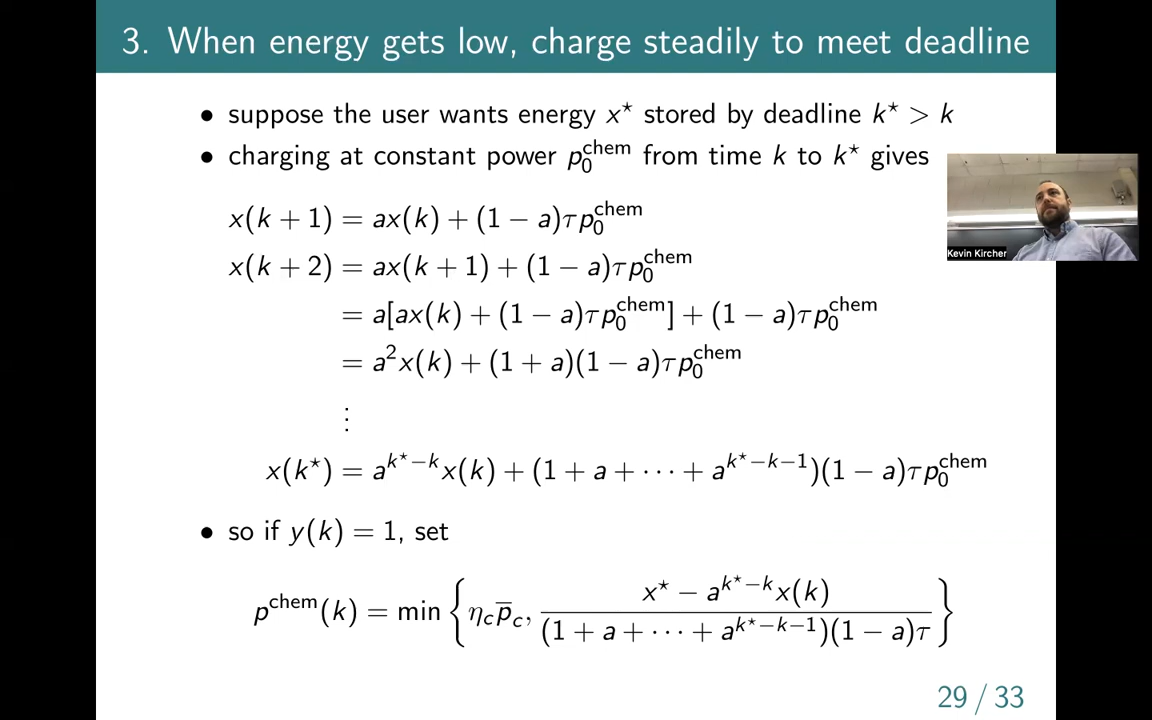 3. When energy gets low, charge steadily to meet deadline
• suppose the user wants energy x⋆ stored by deadline k⋆ > k
• charging at constant power p₀^chem from time k to k⋆ gives
x(k + 1) = ax(k) + (1 − a)τp₀^chem
x(k + 2) = ax(k + 1) + (1 − a)τp₀^chem
= a[ax(k) + (1 − a)τp₀^chem] + (1 − a)τp₀^chem
= a²x(k) + (1 + a)(1 − a)τp₀^chem
⋮
x(k⋆) = a^{k⋆−k}x(k) + (1 + a + ··· + a^{k⋆−k−1})(1 − a)τp₀^chem
• so if y(k) = 1, set
p^chem(k) = min { η_c p̅_c, (x⋆ − a^{k⋆−k}x(k)) / ((1 + a + ··· + a^{k⋆−k−1})(1 − a)τ) }
29 / 33
Kevin Kircher